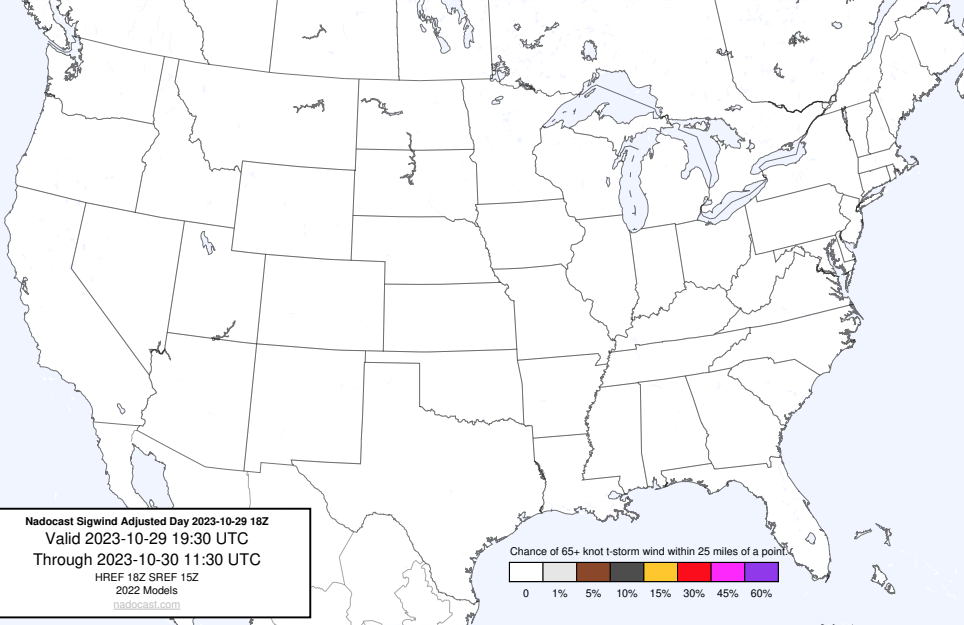 Nadocast Sigwind Adjusted Day 2023-10-29 18Z
Valid 2023-10-29 19:30 UTC
Through 2023-10-30 11:30 UTC
HREF 18Z SREF 15Z
2022 Models
nadocast.com
Chance of 65+ knot t-storm wind within 25 miles of a point.
0 1% 5% 10% 15% 30% 45% 60%